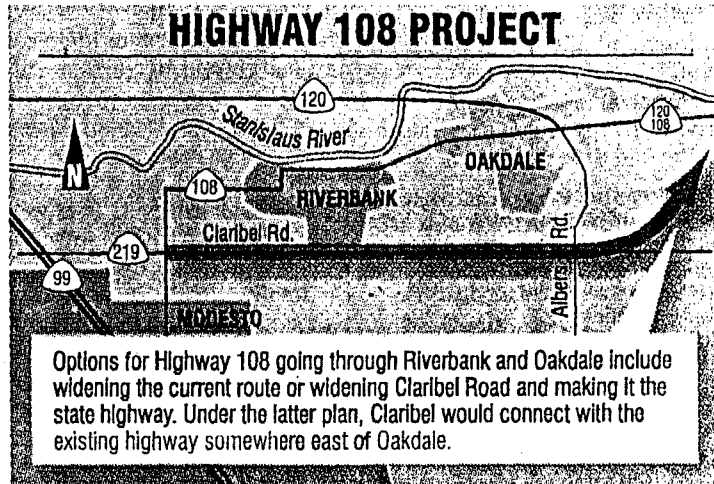 HIGHWAY 108 PROJECT
120
Stanislaus River
120
108
N
108
OAKDALE
RIVERBANK
Claribel Rd.
219
99
Albers Rd.
MODESTO
Options for Highway 108 going through Riverbank and Oakdale include
widening the current route or widening Claribel Road and making it the
state highway. Under the latter plan, Claribel would connect with the
existing highway somewhere east of Oakdale.